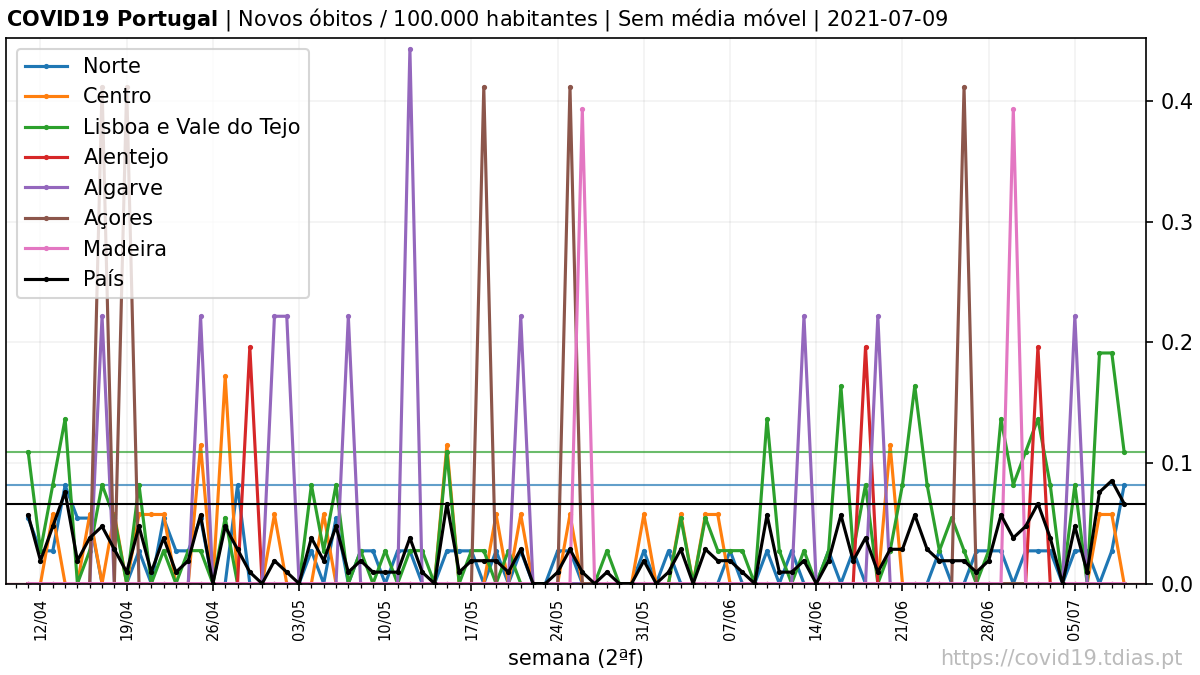 COVID19 Portugal | Novos óbitos / 100.000 habitantes | Sem média móvel | 2021-07-09
Norte
Centro
Lisboa e Vale do Tejo
Alentejo
Algarve
Açores
Madeira
País
0.4
0.3
0.2
0.1
0.0
12/04 19/04 26/04 03/05 10/05 17/05 24/05 31/05 07/06 14/06 21/06 28/06 05/07
semana (2ªf)
https://covid19.tdias.pt